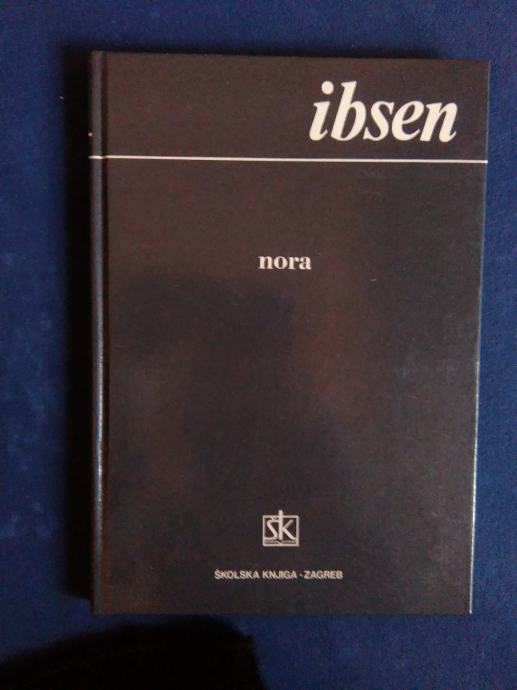 ibsen
nora
ŠK
ŠKOLSKA KNJIGA - ZAGREB